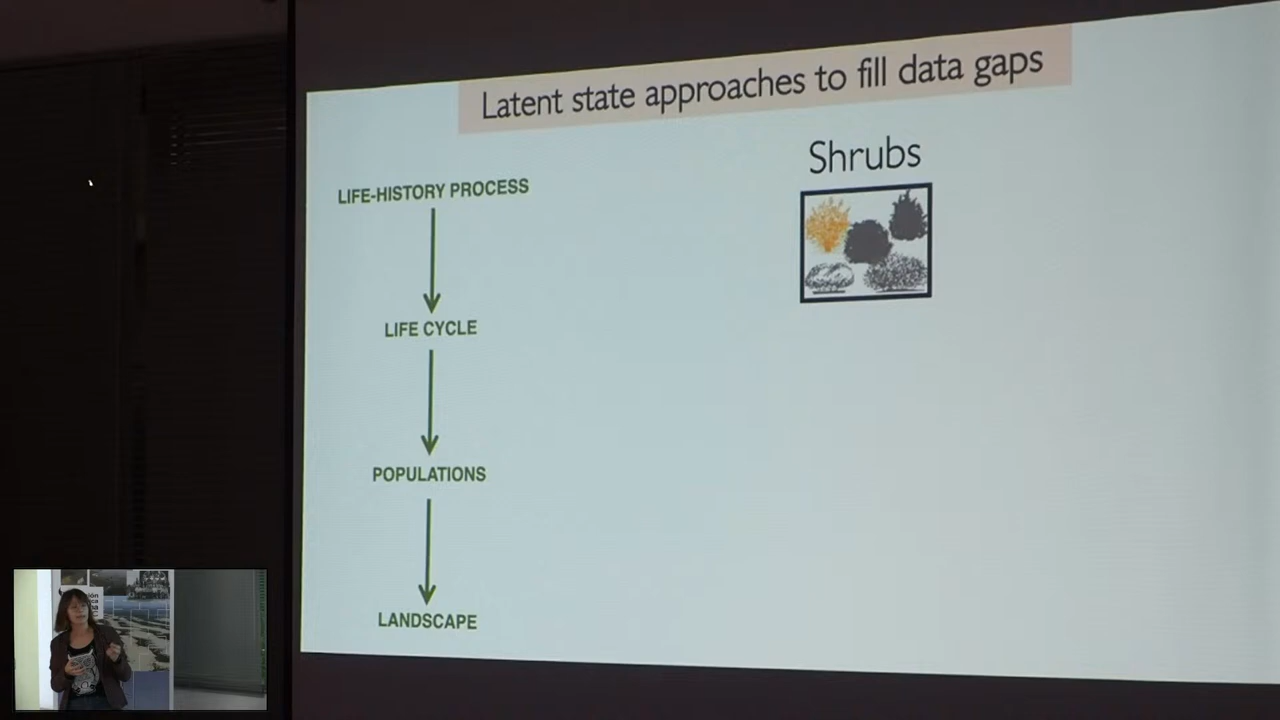 Latent state approaches to fill data gaps
Shrubs
LIFE-HISTORY PROCESS
LIFE CYCLE
POPULATIONS
LANDSCAPE